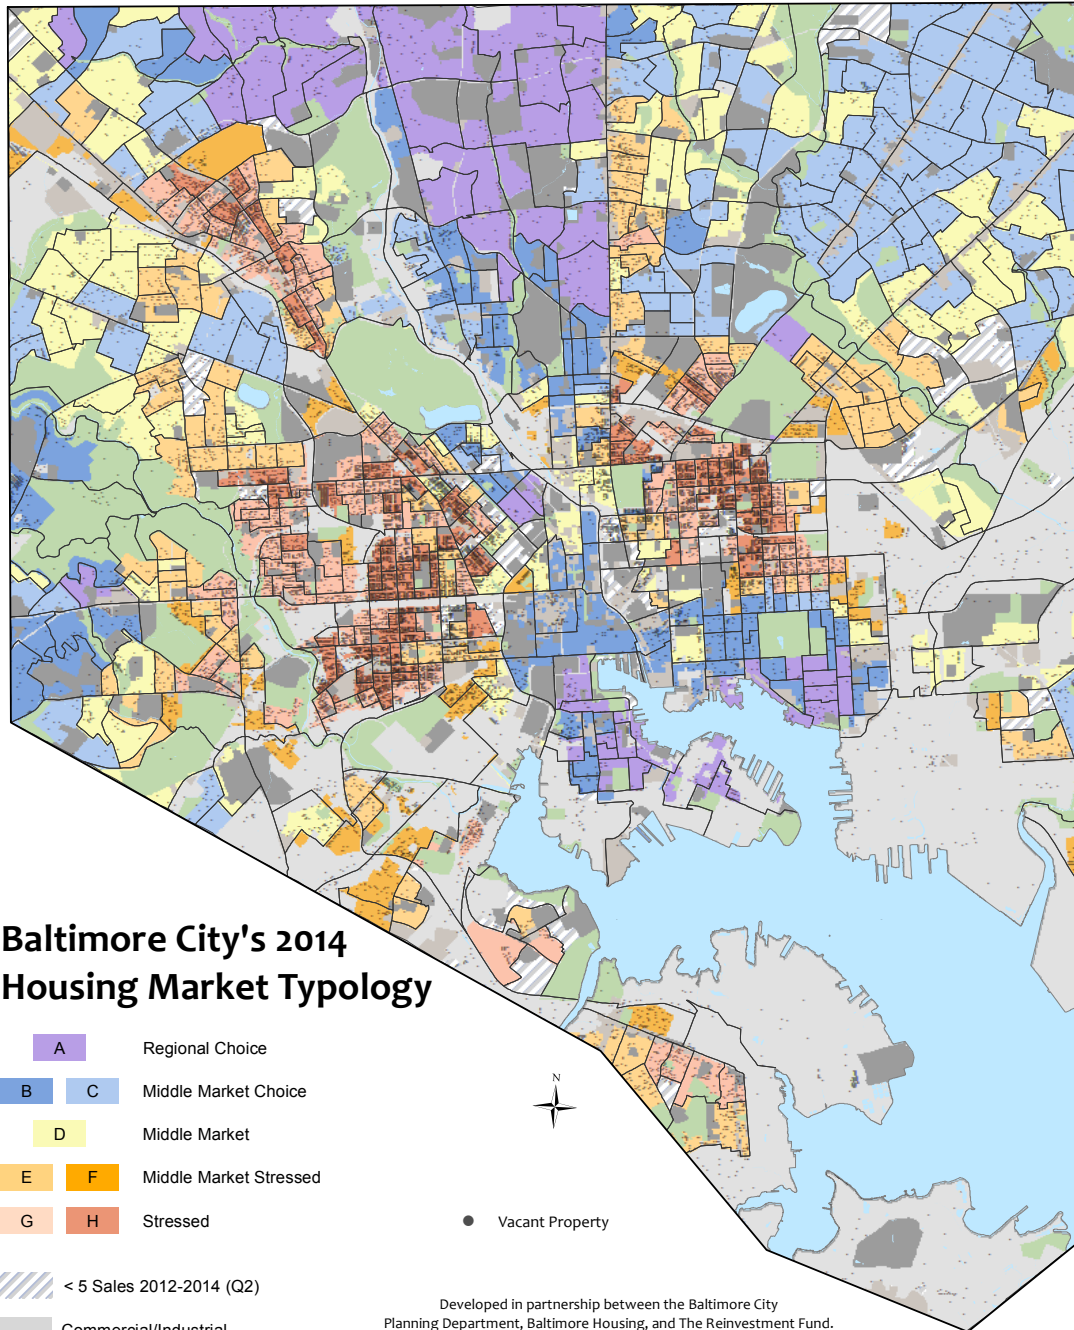 Baltimore City's 2014
Housing Market Typology
A Regional Choice
B C Middle Market Choice
D Middle Market
E F Middle Market Stressed
G H Stressed
N
Vacant Property
< 5 Sales 2012-2014 (Q2)
Commercial/Industrial
Developed in partnership between the Baltimore City
Planning Department, Baltimore Housing, and The Reinvestment Fund.